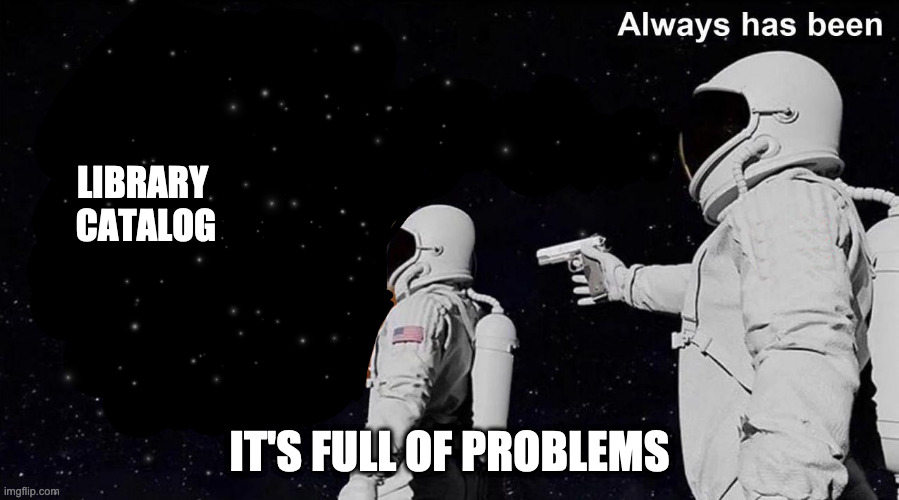 Always has been
LIBRARY
CATALOG
IT'S FULL OF PROBLEMS
imgflip.com